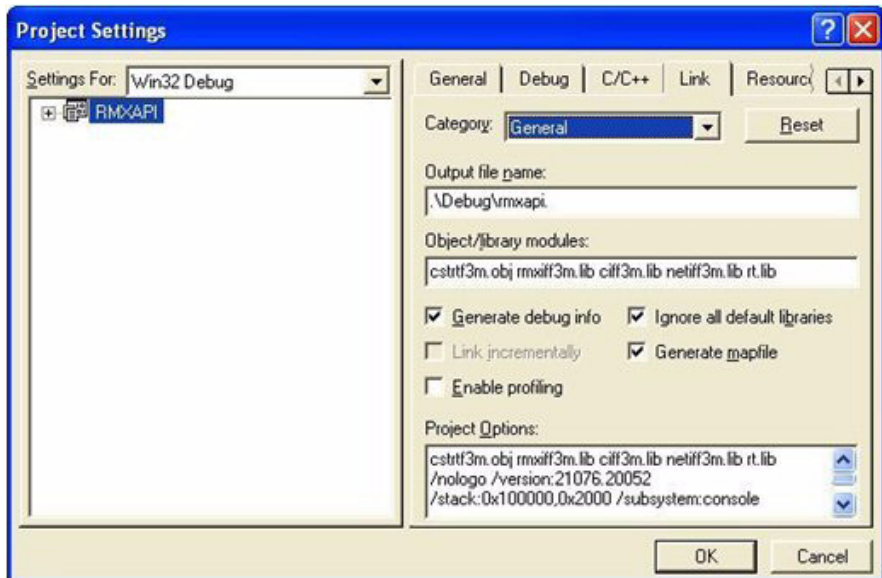 Project Settings
Settings For: Win32 Debug
RMXAPI
General Debug C/C++ Link Resourc
Category: General Reset
Output file name:
.\Debug\rmxapi.
Object/library modules:
cstrtf3m.obj rmxiff3m.lib ciff3m.lib netiff3m.lib rt.lib
Generate debug info Ignore all default libraries
Link incrementally Generate mapfile
Enable profiling
Project Options:
cstrtf3m.obj rmxiff3m.lib ciff3m.lib netiff3m.lib rt.lib
/nologo /version:21076.20052
/stack:0x100000,0x2000 /subsystem:console
OK Cancel